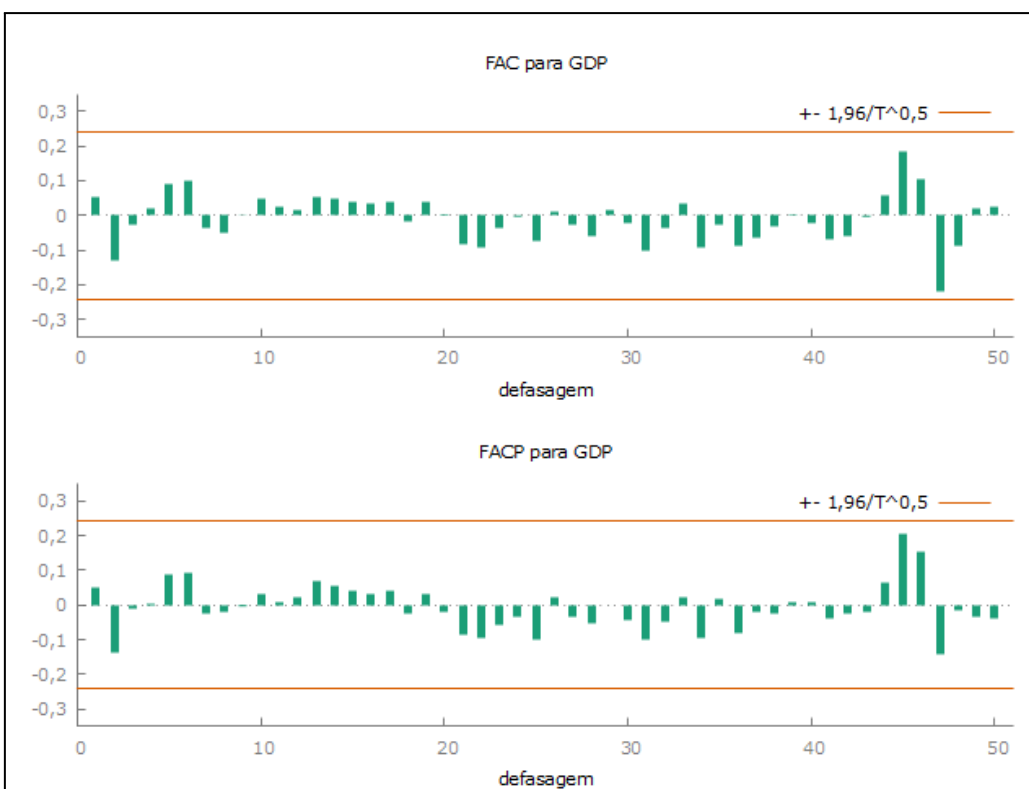 FAC para GDP
+- 1,96/T^0,5
0,3
0,2
0,1
0
-0,1
-0,2
-0,3
0 10 20 30 40 50
defasagem
FACP para GDP
+- 1,96/T^0,5
0,3
0,2
0,1
0
-0,1
-0,2
-0,3
0 10 20 30 40 50
defasagem